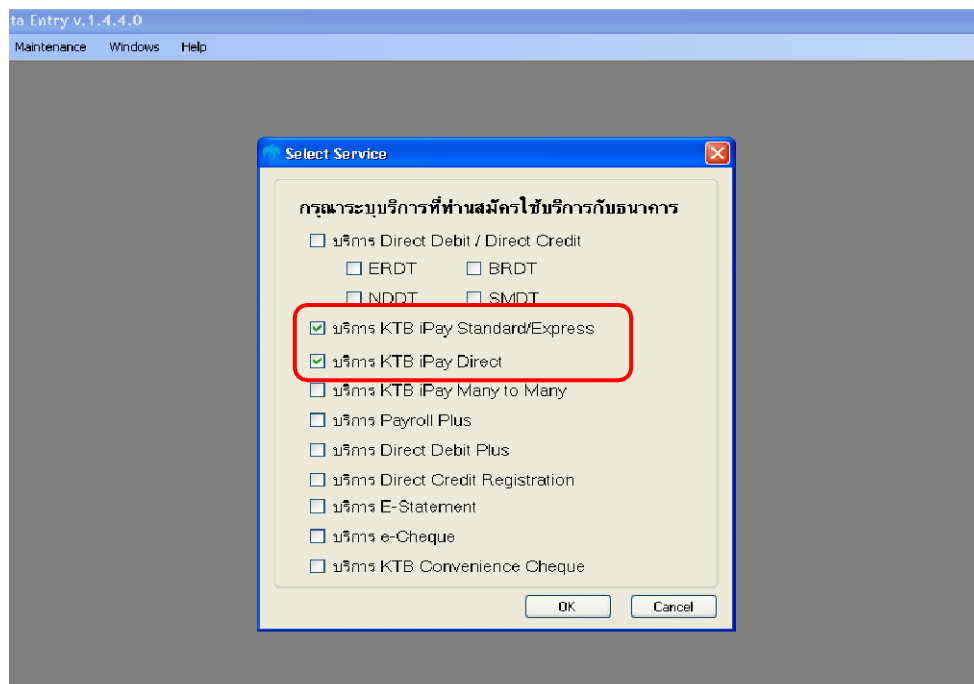 ta Entry v.1.4.4.0
Maintenance Windows Help
Select Service
กรุณาระบุบริการที่ท่านสมัครใช้บริการกับธนาคาร
บริการ Direct Debit / Direct Credit
ERDT BRDT
NDDT SMDT
บริการ KTB iPay Standard/Express
บริการ KTB iPay Direct
บริการ KTB iPay Many to Many
บริการ Payroll Plus
บริการ Direct Debit Plus
บริการ Direct Credit Registration
บริการ E-Statement
บริการ e-Cheque
บริการ KTB Convenience Cheque
OK Cancel